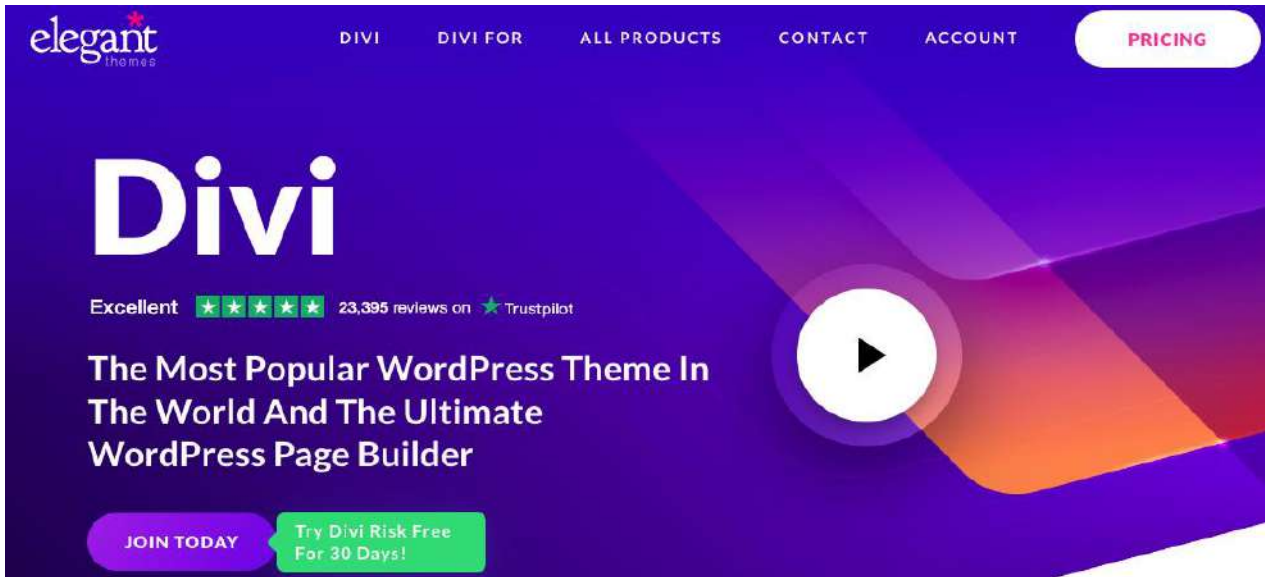 elegant
themes
DIVI DIVI FOR ALL PRODUCTS CONTACT ACCOUNT PRICING
Divi
Excellent 23,395 reviews on Trustpilot
The Most Popular WordPress Theme In
The World And The Ultimate
WordPress Page Builder
JOIN TODAY
Try Divi Risk Free
For 30 Days!